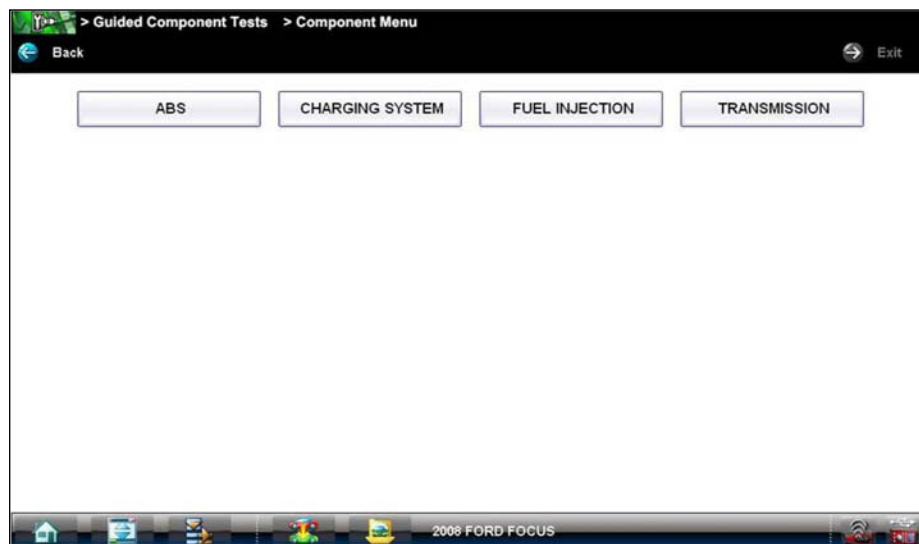 > Guided Component Tests > Component Menu
Back Exit
ABS CHARGING SYSTEM FUEL INJECTION TRANSMISSION
2008 FORD FOCUS